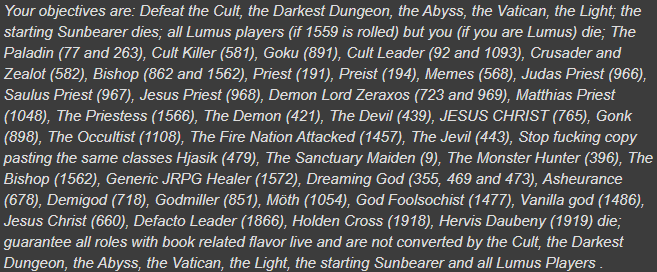 Your objectives are: Defeat the Cult, the Darkest Dungeon, the Abyss, the Vatican, the Light; the
starting Sunbearer dies; all Lumus players (if 1559 is rolled) but you (if you are Lumus) die; The
Paladin (77 and 263), Cult Killer (581), Goku (891), Cult Leader (92 and 1093), Crusader and
Zealot (582), Bishop (862 and 1562), Priest (191), Preist (194), Memes (568), Judas Priest (966),
Saulus Priest (967), Jesus Priest (968), Demon Lord Zeraxos (723 and 969), Matthias Priest
(1048), The Priestess (1566), The Demon (421), The Devil (439), JESUS CHRIST (765), Gonk
(898), The Occultist (1108), The Fire Nation Attacked (1457), The Jevil (443), Stop fucking copy
pasting the same classes Hjasik (479), The Sanctuary Maiden (9), The Monster Hunter (396), The
Bishop (1562), Generic JRPG Healer (1572), Dreaming God (355, 469 and 473), Asheurance
(678), Demigod (718), Godmiller (851), Möth (1054), God Foolsochist (1477), Vanilla god (1486),
Jesus Christ (660), Defacto Leader (1866), Holden Cross (1918), Hervis Daubeny (1919) die;
guarantee all roles with book related flavor live and are not converted by the Cult, the Darkest
Dungeon, the Abyss, the Vatican, the Light, the starting Sunbearer and all Lumus Players .